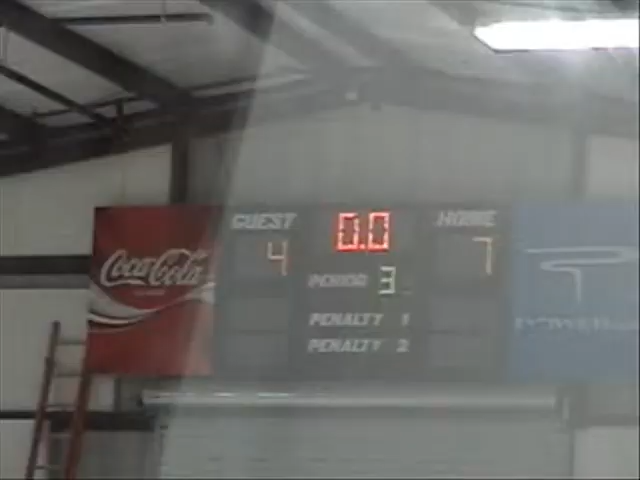 GUEST 0.0 HOME
4 7
Coca-Cola
PERIOD 3
PENALTY 1
PENALTY 2